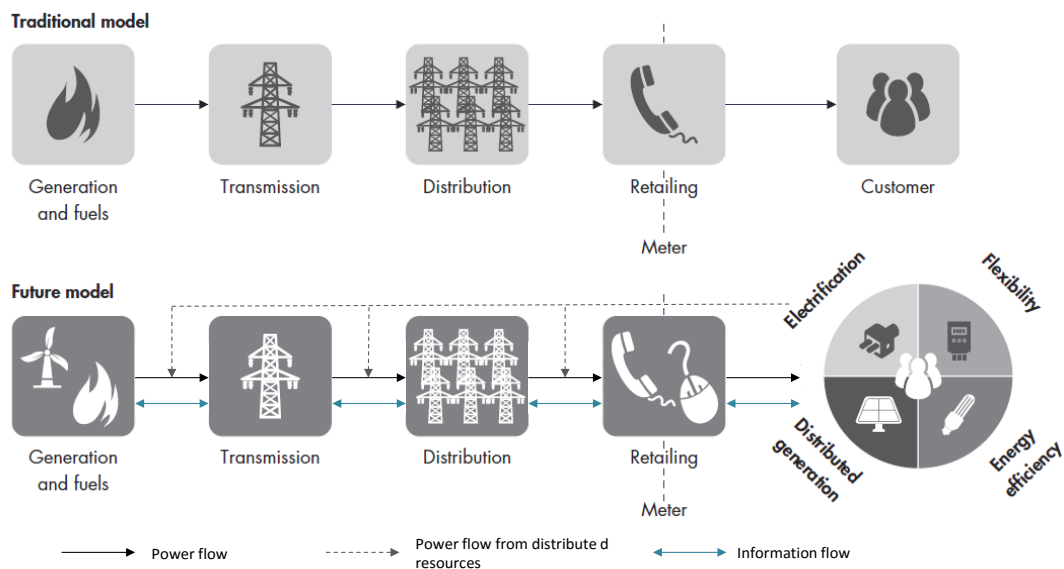 Traditional model
Generation
and fuels
Transmission
Distribution
Retailing
Customer
Meter
Future model
Electrification
Flexibility
Distributed
generation
Energy
efficiency
Generation
and fuels
Transmission
Distribution
Retailing
Meter
Power flow
Power flow from distribute d
resources
Information flow